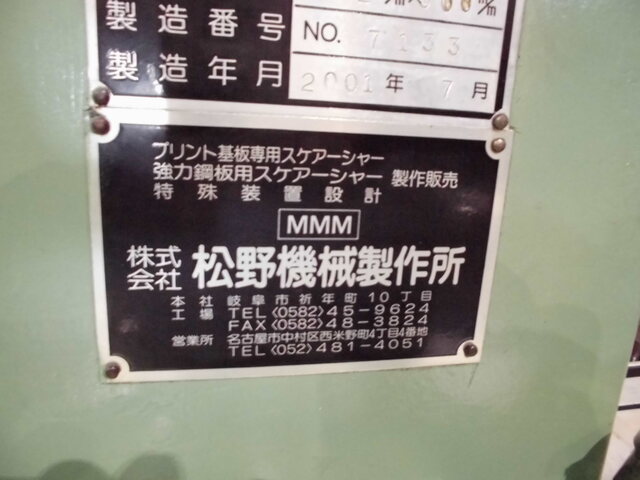 製造番号 NO. 7133
製造年月 2001年 7月
プリント基板専用スケアーシャー
強力鋼板用スケアーシャー 製作販売
特殊装置設計
MMM
株式会社 松野機械製作所
本社 岐阜市祈年町10丁目
工場 TEL〈0582〉45-9624
FAX〈0582〉48-3824
営業所 名古屋市中村区西米野町4丁目4番地
TEL〈052〉481-4051